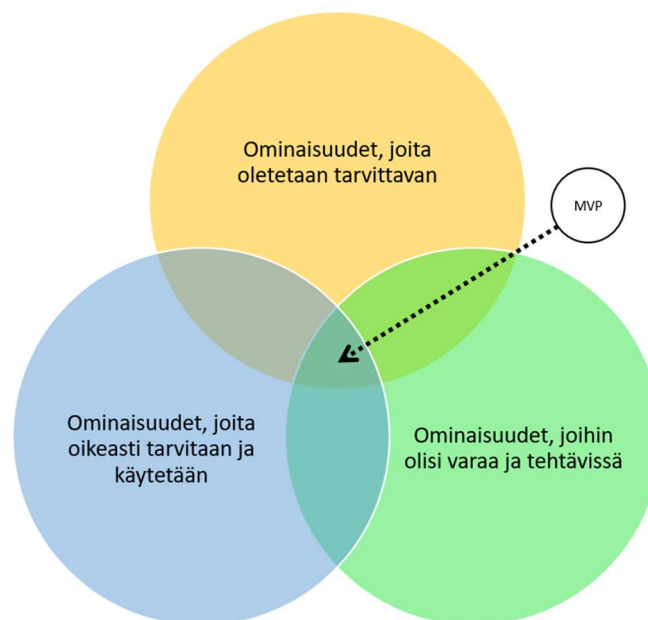 Ominaisuudet, joita
oletetaan tarvittavan
MVP
Ominaisuudet, joita
oikeasti tarvitaan ja
käytetään
Ominaisuudet, joihin
olisi varaa ja tehtävissä